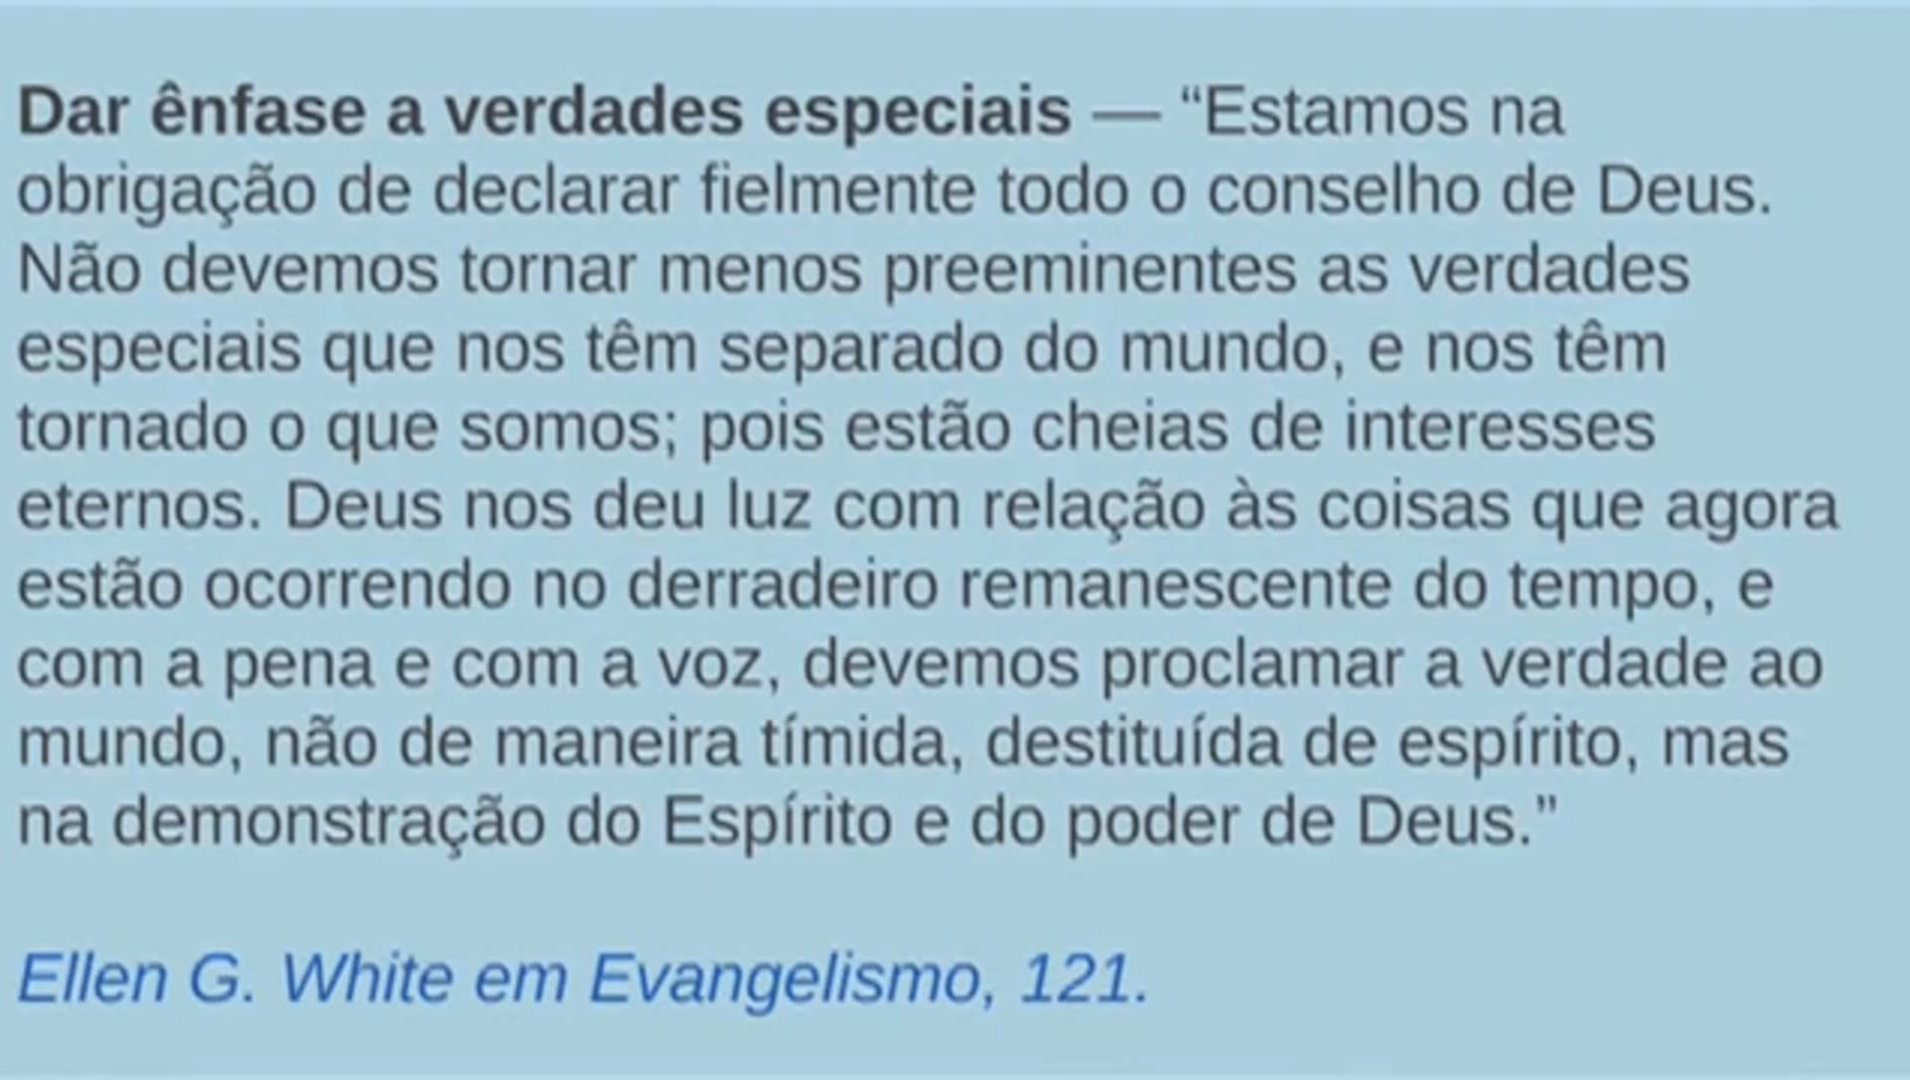 Dar ênfase a verdades especiais — “Estamos na
obrigação de declarar fielmente todo o conselho de Deus.
Não devemos tornar menos preeminentes as verdades
especiais que nos têm separado do mundo, e nos têm
tornado o que somos; pois estão cheias de interesses
eternos. Deus nos deu luz com relação às coisas que agora
estão ocorrendo no derradeiro remanescente do tempo, e
com a pena e com a voz, devemos proclamar a verdade ao
mundo, não de maneira tímida, destituída de espírito, mas
na demonstração do Espírito e do poder de Deus.”
Ellen G. White em Evangelismo, 121.